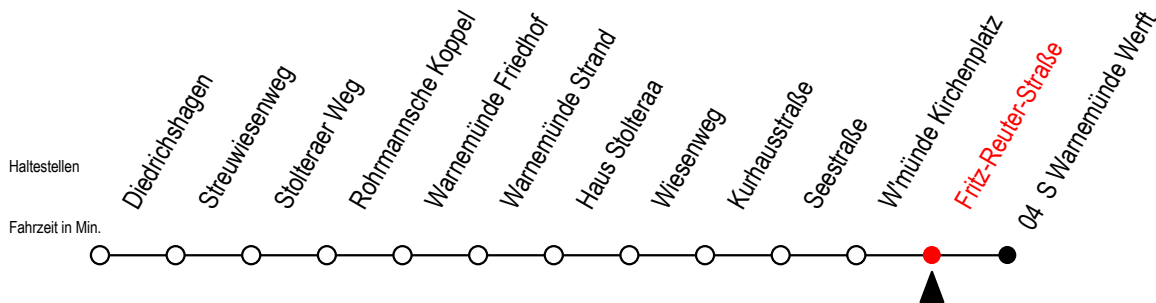 Haltestellen
Diedrichshagen
Streuwiesenweg
Stolteraer Weg
Rohrmannsche Koppel
Warnemünde Friedhof
Warnemünde Strand
Haus Stolteraa
Wiesenweg
Kurhausstraße
Seestraße
W'münde Kirchenplatz
Fritz-Reuter-Straße
04 S Warnemünde Werft
Fahrzeit in Min.